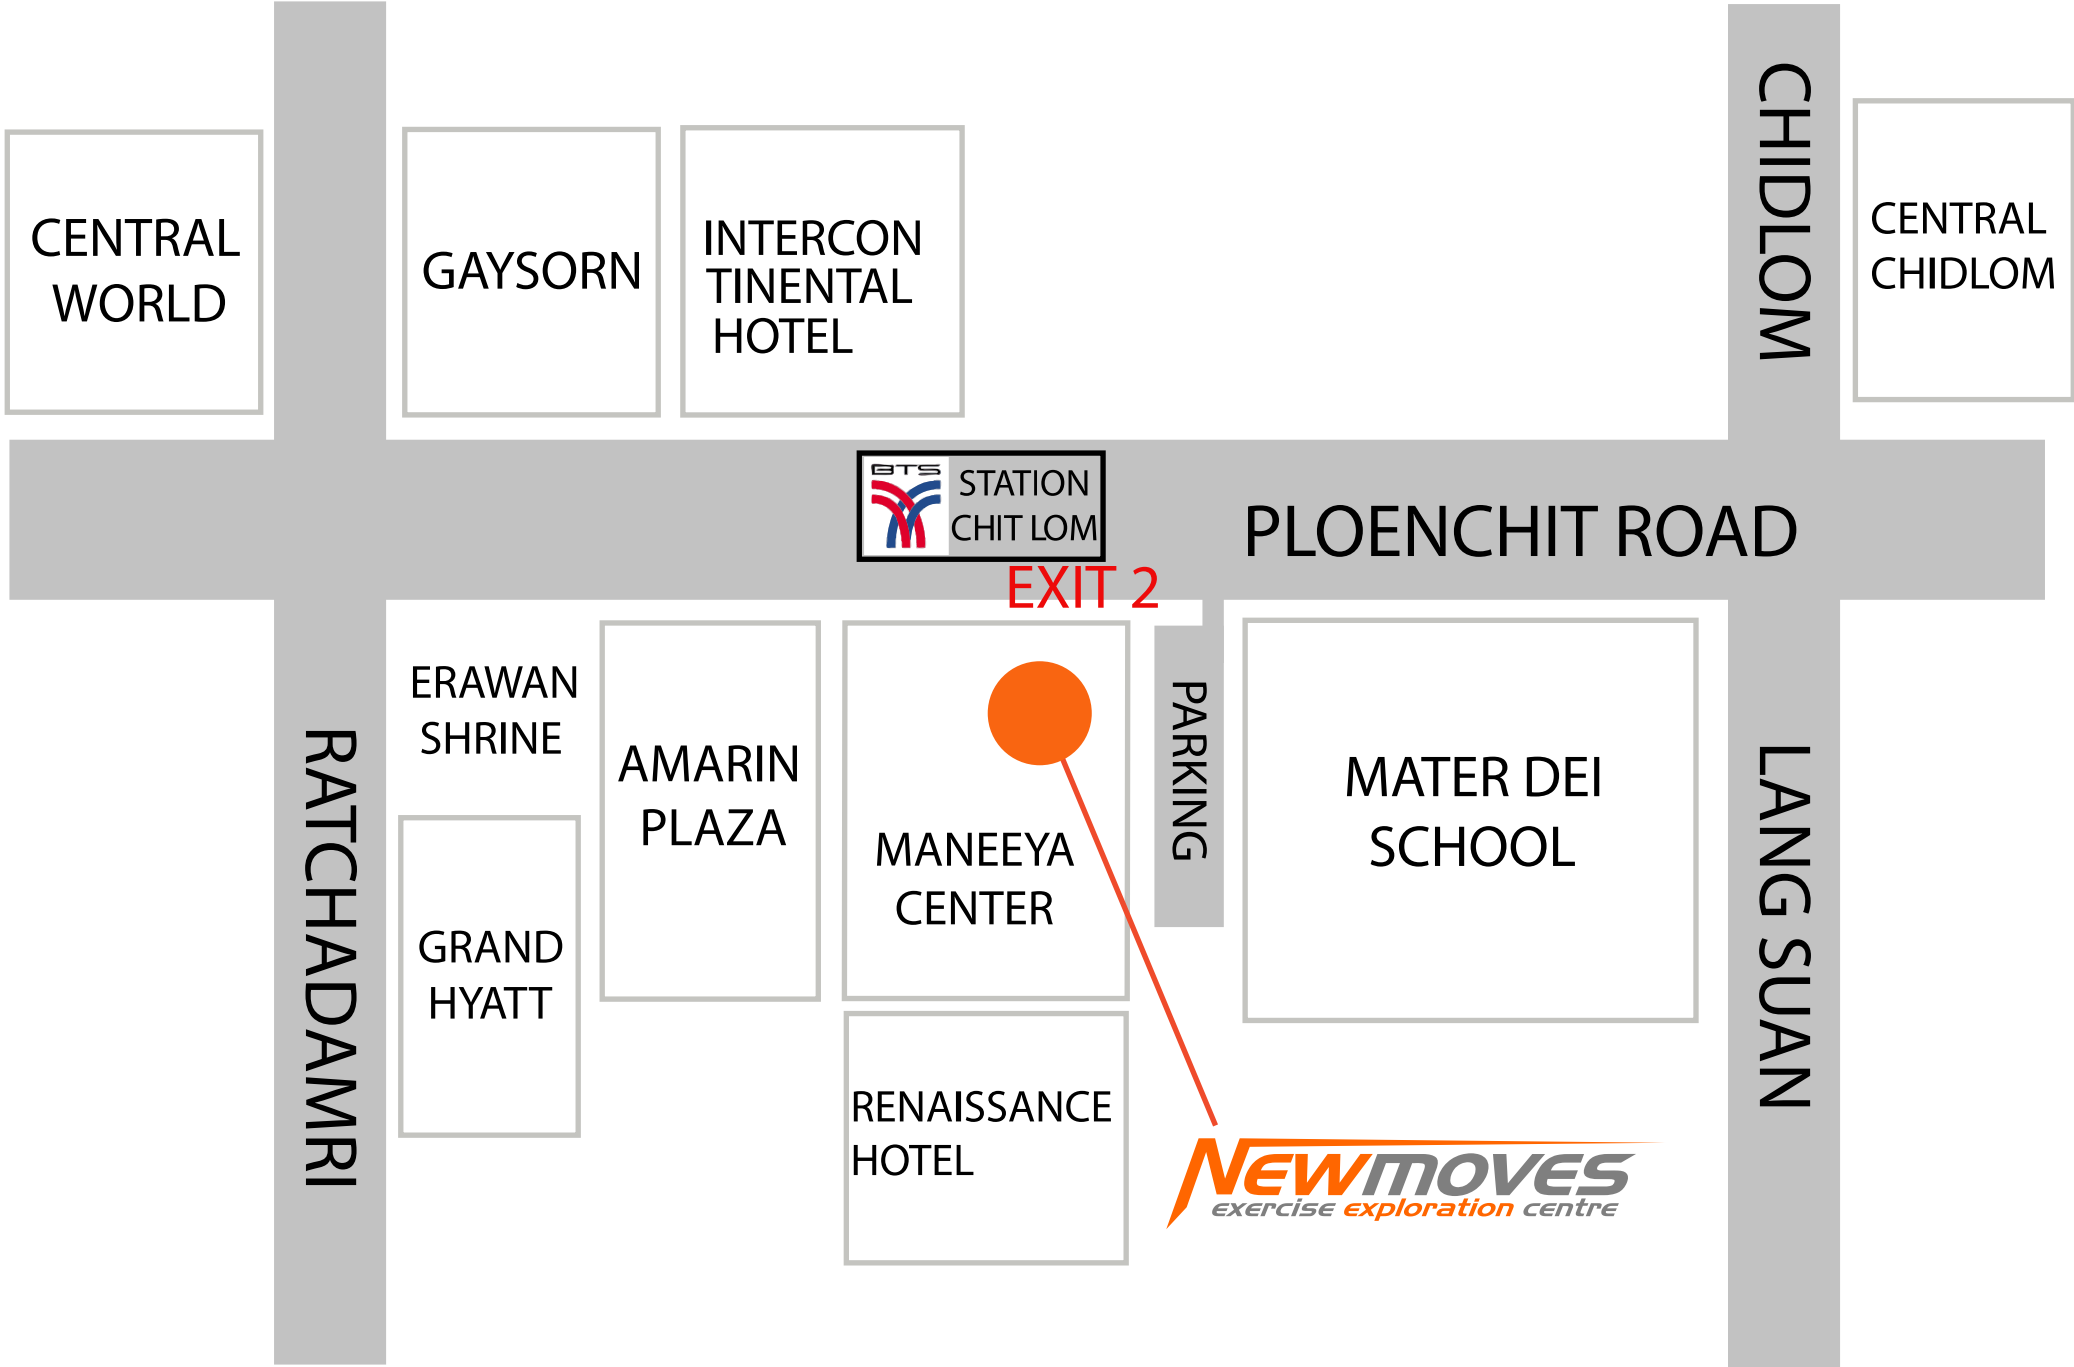 CENTRAL
WORLD
GAYSORN
INTERCON
TINENTAL
HOTEL
CHIDLOM
CENTRAL
CHIDLOM
BTS
STATION
CHIT LOM
PLOENCHIT ROAD
EXIT 2
RATCHADAMRI
ERAWAN
SHRINE
GRAND
HYATT
AMARIN
PLAZA
MANEEYA
CENTER
PARKING
MATER DEI
SCHOOL
LANG SUAN
RENAISSANCE
HOTEL
NEWMOVES
exercise exploration centre